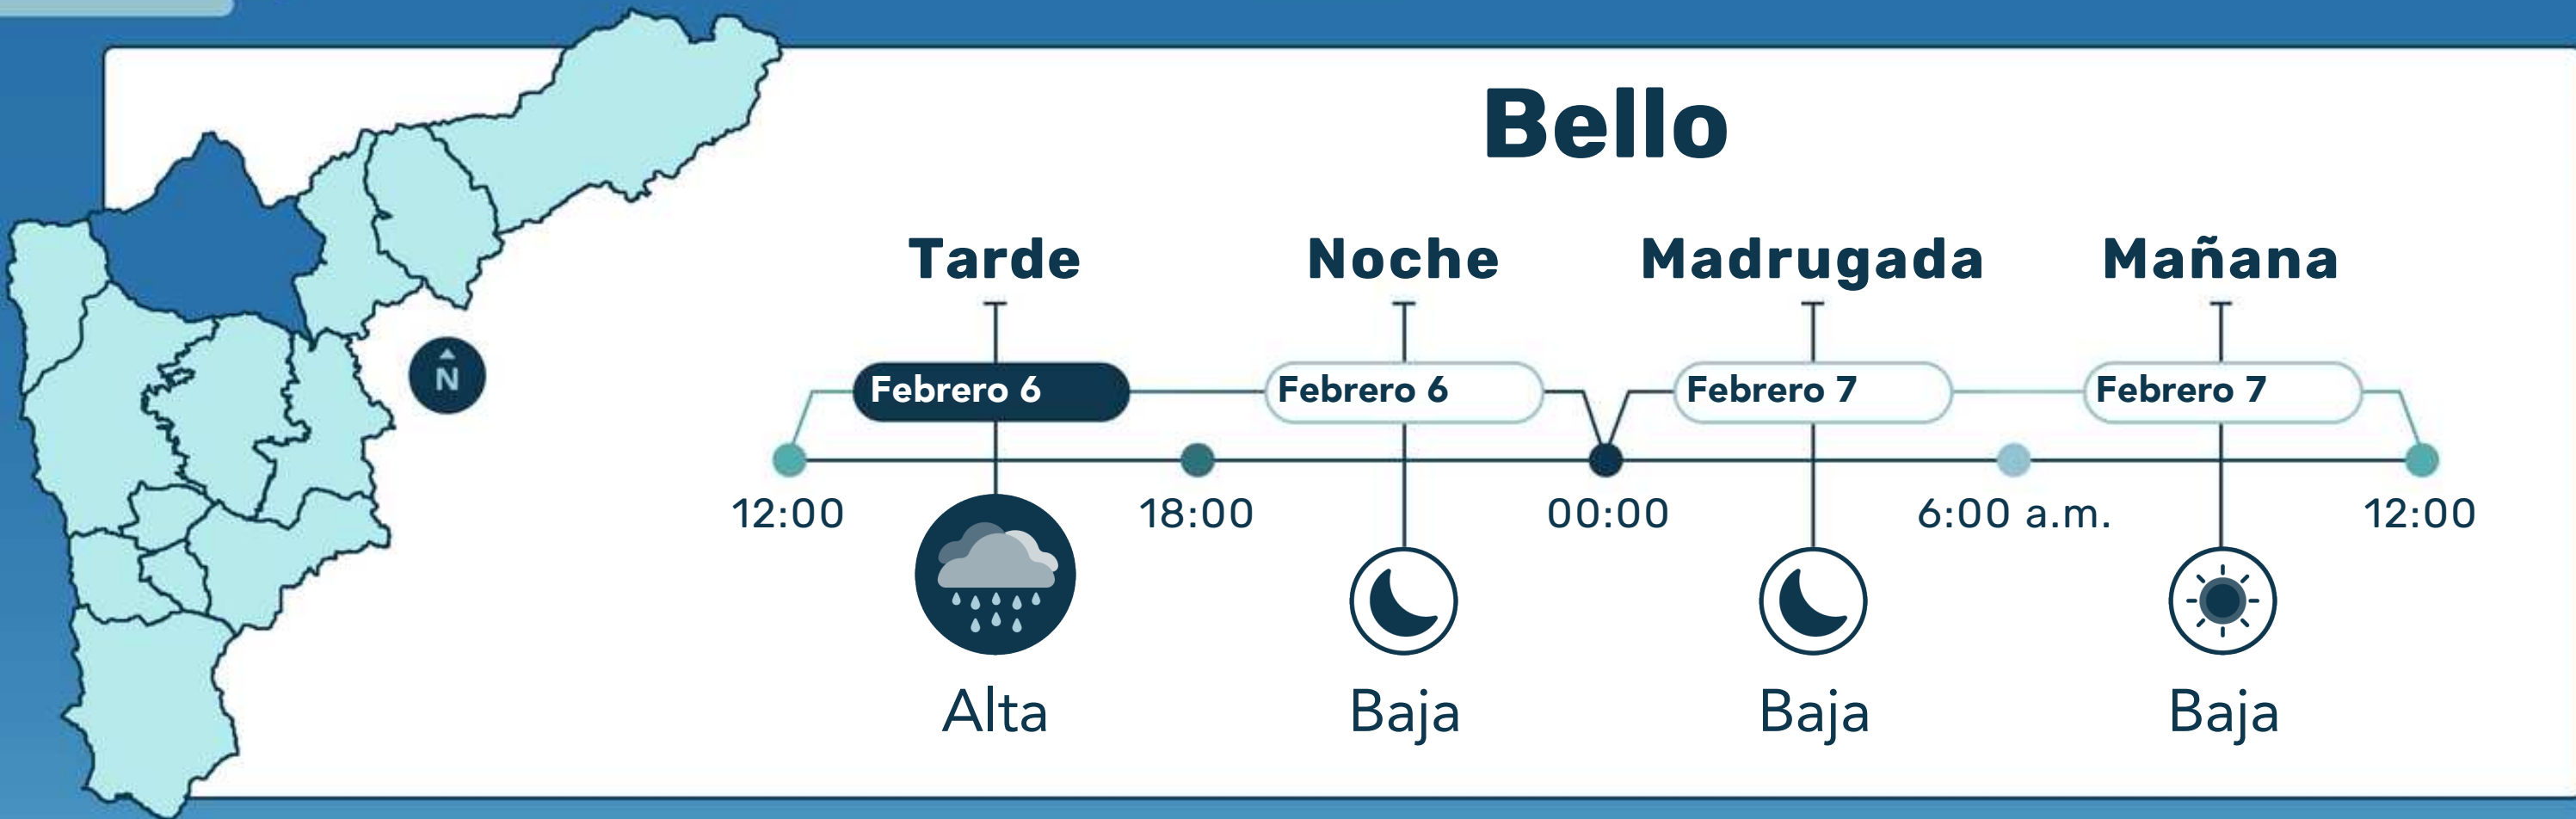 Bello
Tarde Noche Madrugada Mañana
Febrero 6 Febrero 6 Febrero 7 Febrero 7
N
12:00 18:00 00:00 6:00 a.m. 12:00
Alta Baja Baja Baja